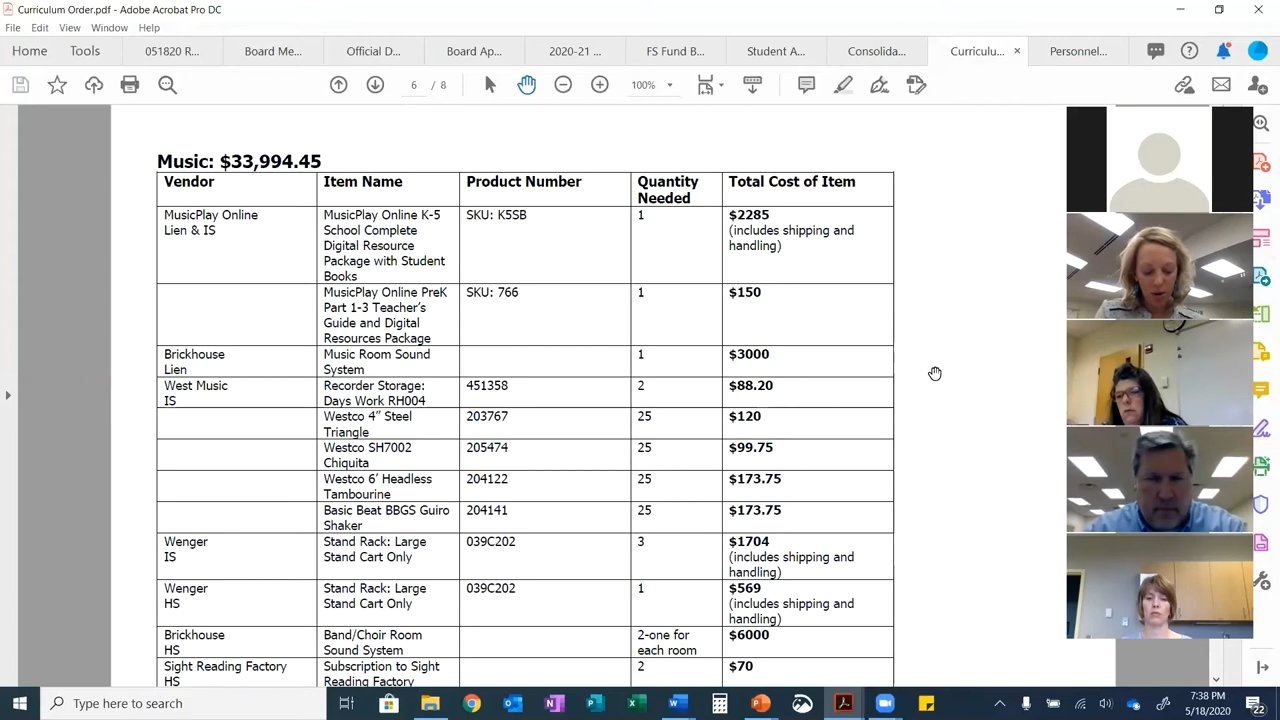 Curriculum Order.pdf - Adobe Acrobat Pro DC
File Edit View Window Help
Home Tools 051820 R... Board Me... Official D... Board Ap... 2020-21 ... FS Fund B... Student A... Consolida... Curriculu... × Personnel...
6 / 8 100%
Music: $33,994.45
Vendor Item Name Product Number Quantity Needed Total Cost of Item
MusicPlay Online
Lien & IS
MusicPlay Online K-5
School Complete
Digital Resource
Package with Student
Books
SKU: K5SB
1
$2285
(includes shipping and
handling)
MusicPlay Online PreK
Part 1-3 Teacher's
Guide and Digital
Resources Package
SKU: 766
1
$150
Brickhouse
Lien
Music Room Sound
System
1
$3000
West Music
IS
Recorder Storage:
Days Work RH004
451358
2
$88.20
Westco 4" Steel
Triangle
203767
25
$120
Westco SH7002
Chiquita
205474
25
$99.75
Westco 6' Headless
Tambourine
204122
25
$173.75
Basic Beat BBGS Guiro
Shaker
204141
25
$173.75
Wenger
IS
Stand Rack: Large
Stand Cart Only
039C202
3
$1704
(includes shipping and
handling)
Wenger
HS
Stand Rack: Large
Stand Cart Only
039C202
1
$569
(includes shipping and
handling)
Brickhouse
HS
Band/Choir Room
Sound System
2-one for
each room
$6000
Sight Reading Factory
HS
Subscription to Sight
Reading Factory
2
$70
Type here to search
7:38 PM
5/18/2020
22